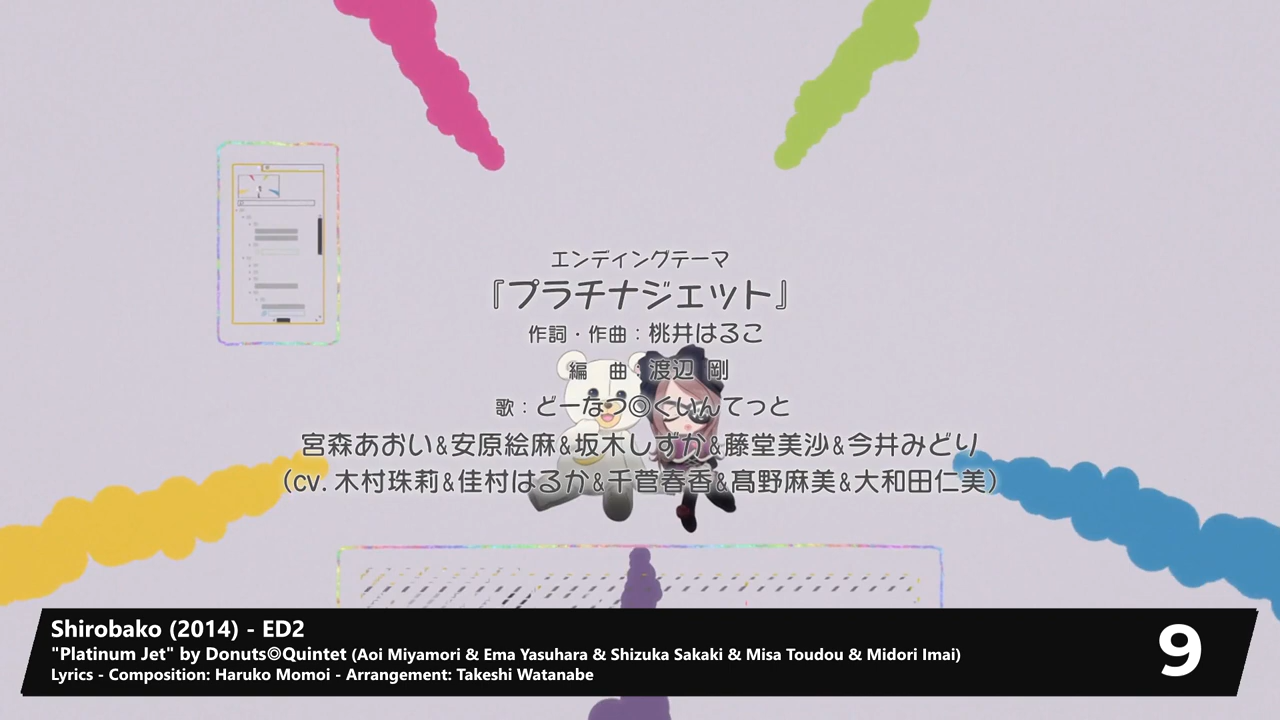 エンディングテーマ
『プラチナジェット』
作詞・作曲：桃井はるこ
編　曲：渡辺 剛
歌：どーなつ◎くいんてっと
宮森あおい&安原絵麻&坂木しずか&藤堂美沙&今井みどり
(cv.木村珠莉&佳村はるか&千菅春香&髙野麻美&大和田仁美)
Shirobako (2014) - ED2
"Platinum Jet" by Donuts◎Quintet (Aoi Miyamori & Ema Yasuhara & Shizuka Sakaki & Misa Toudou & Midori Imai)
Lyrics - Composition: Haruko Momoi - Arrangement: Takeshi Watanabe
9